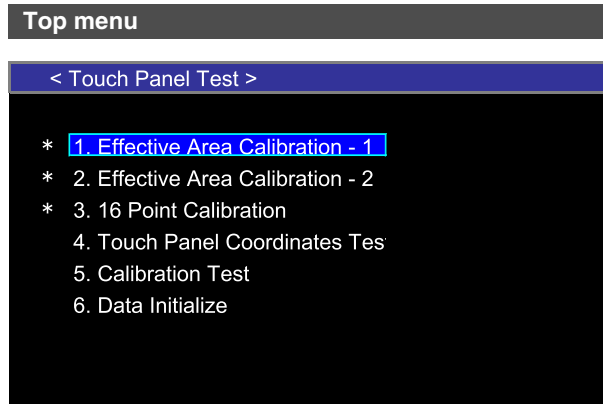 Top menu
< Touch Panel Test >
* 1. Effective Area Calibration - 1
* 2. Effective Area Calibration - 2
* 3. 16 Point Calibration
4. Touch Panel Coordinates Tes
5. Calibration Test
6. Data Initialize